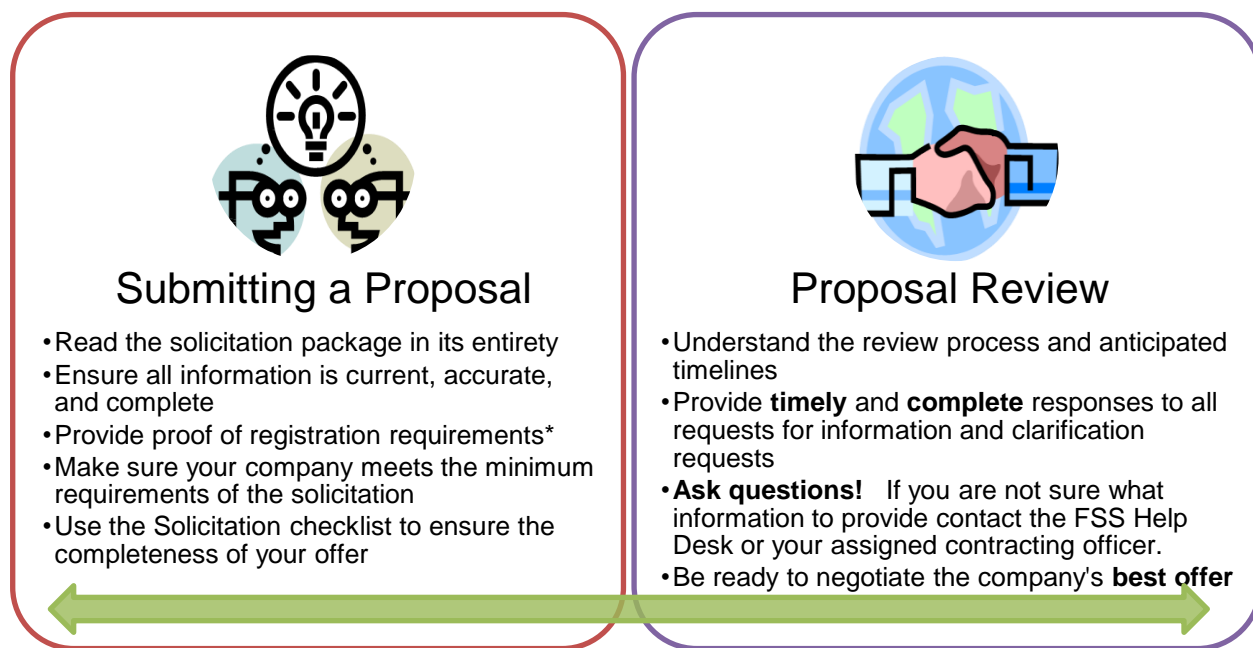 Submitting a Proposal
•Read the solicitation package in its entirety
•Ensure all information is current, accurate,
and complete
•Provide proof of registration requirements*
•Make sure your company meets the minimum
requirements of the solicitation
•Use the Solicitation checklist to ensure the
completeness of your offer
Proposal Review
•Understand the review process and anticipated
timelines
•Provide timely and complete responses to all
requests for information and clarification
requests
•Ask questions! If you are not sure what
information to provide contact the FSS Help
Desk or your assigned contracting officer.
•Be ready to negotiate the company's best offer